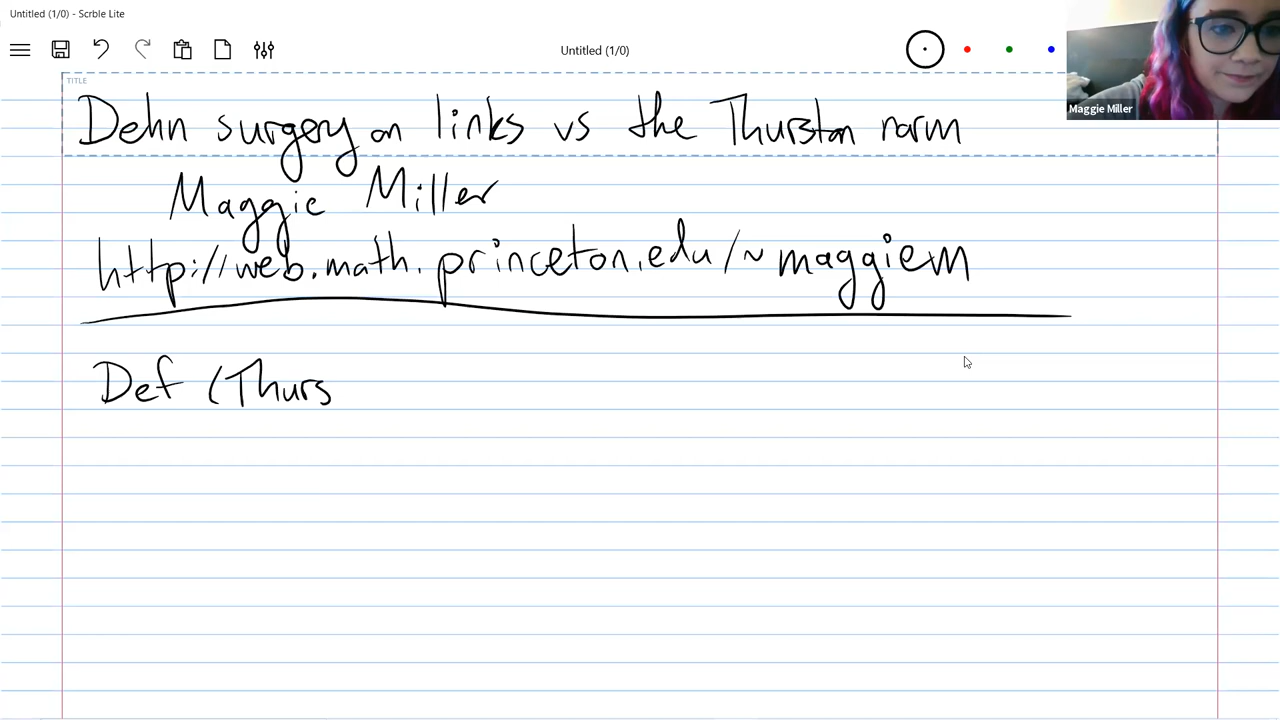 Untitled (1/0) - Scrble Lite
Untitled (1/0)
Maggie Miller
TITLE
Dehn surgery on links vs the Thurston norm
Maggie Miller
http://web.math.princeton.edu/~maggiem
Def (Thurs